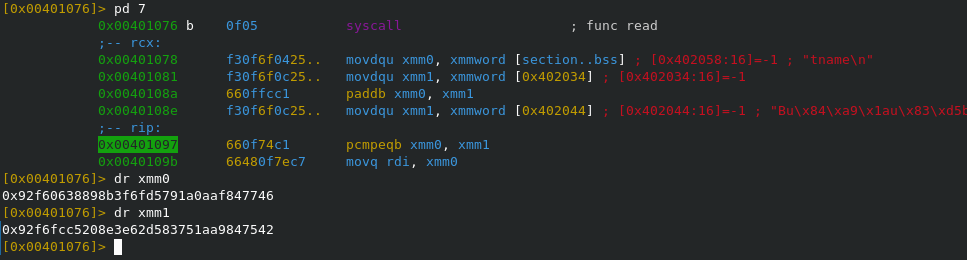 [0x00401076]> pd 7
0x00401076 b 0f05 syscall ; func read
;-- rcx:
0x00401078 f30f6f0425.. movdqu xmm0, xmmword [section..bss] ; [0x402058:16]=-1 ; "tname\n"
0x00401081 f30f6f0c25.. movdqu xmm1, xmmword [0x402034] ; [0x402034:16]=-1
0x0040108a 660ffcc1 paddb xmm0, xmm1
0x0040108e f30f6f0c25.. movdqu xmm1, xmmword [0x402044] ; [0x402044:16]=-1 ; "Bu\x84\xa9\x1au\x83\xd5b
;-- rip:
0x00401097 660f74c1 pcmpeqb xmm0, xmm1
0x0040109b 66480f7ec7 movq rdi, xmm0
[0x00401076]> dr xmm0
0x92f60638898b3f6fd5791a0aaf847746
[0x00401076]> dr xmm1
0x92f6fcc5208e3e62d583751aa9847542
[0x00401076]>